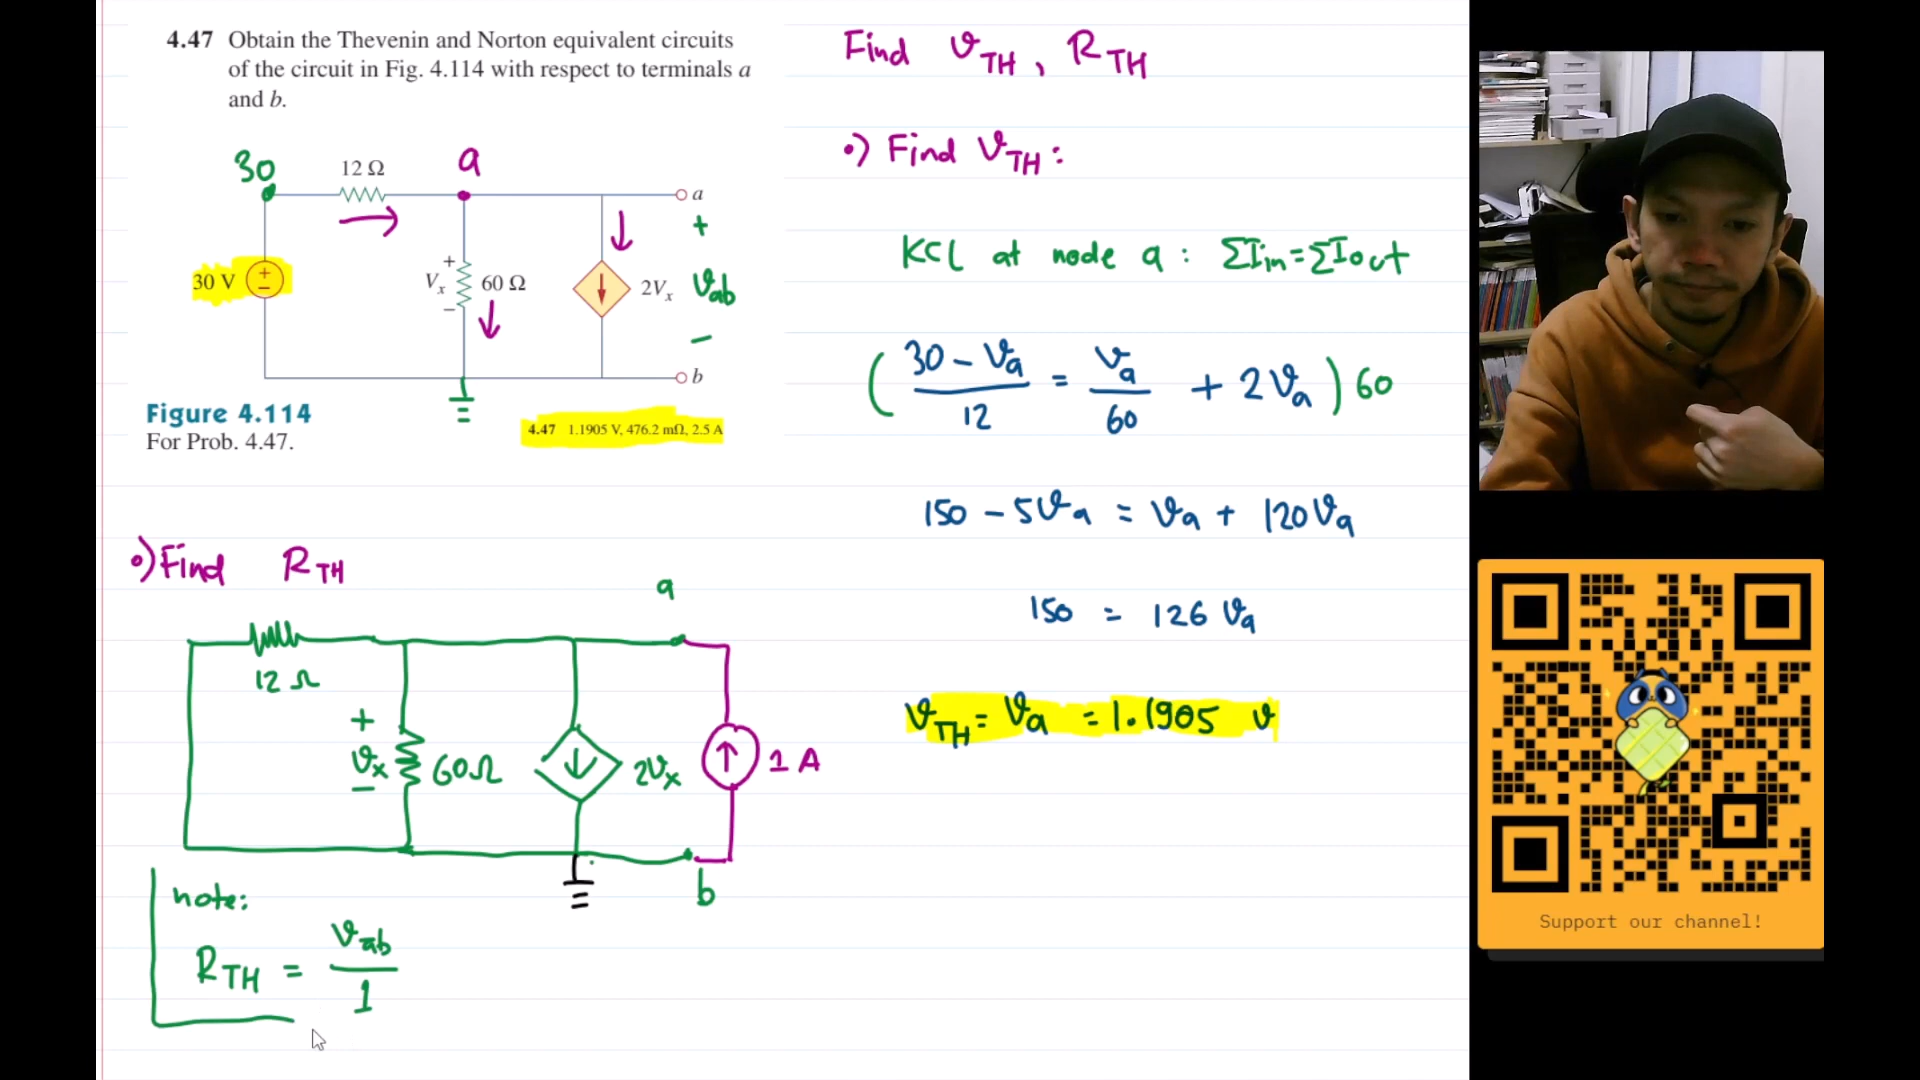 4.47 Obtain the Thevenin and Norton equivalent circuits
of the circuit in Fig. 4.114 with respect to terminals a
and b.
30
12 Ω
a
a
+
30 V
+
−
+
Vx
−
60 Ω
2Vx
Vab
−
b
Figure 4.114
For Prob. 4.47.
4.47 1.1905 V, 476.2 mΩ, 2.5 A
•) Find RTH
a
12 Ω
+
Vx
−
60Ω
2Vx
1 A
b
note:
RTH = Vab
1
Find VTH, RTH
•) Find VTH:
KCL at node a : ΣIin=ΣIout
( 30 − Va = Va + 2Va ) 60
12 60
150 − 5Va = Va + 120Va
150 = 126 Va
VTH = Va = 1.1905 V
Support our channel!